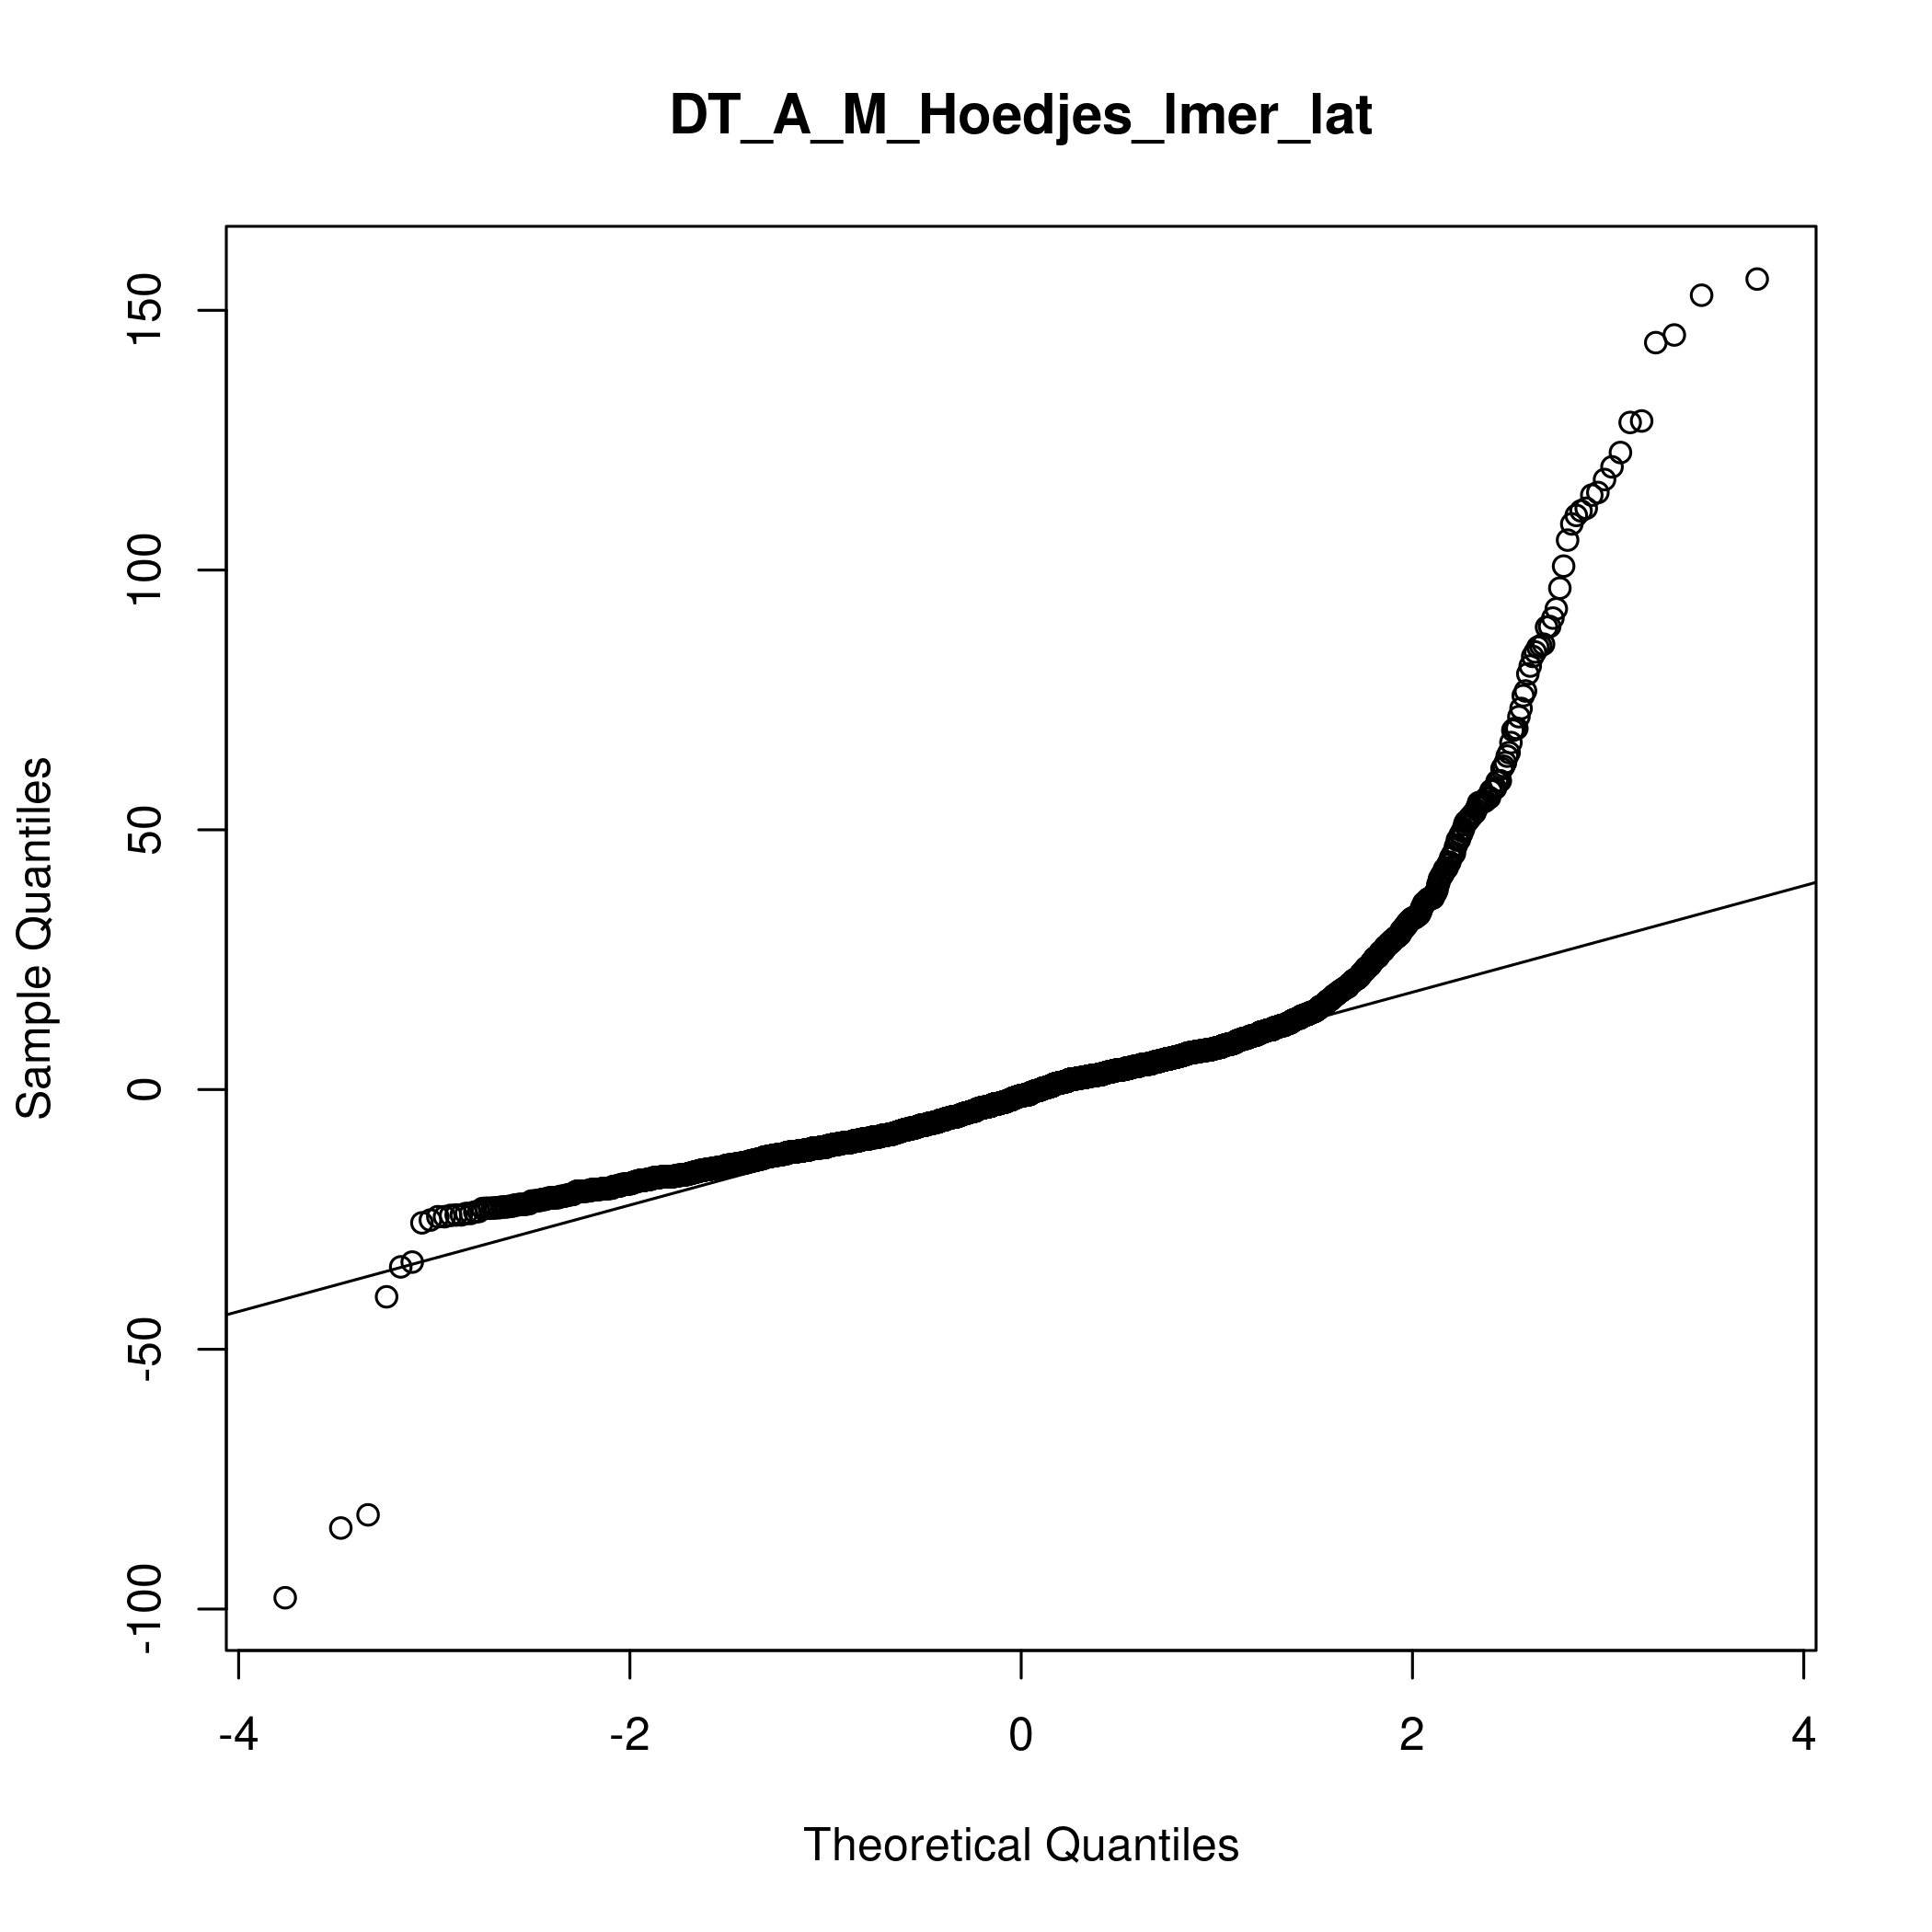 DT_A_M_Hoedjes_lmer_lat
150
100
50
0
-50
-100
Sample Quantiles
-4 -2 0 2 4
Theoretical Quantiles